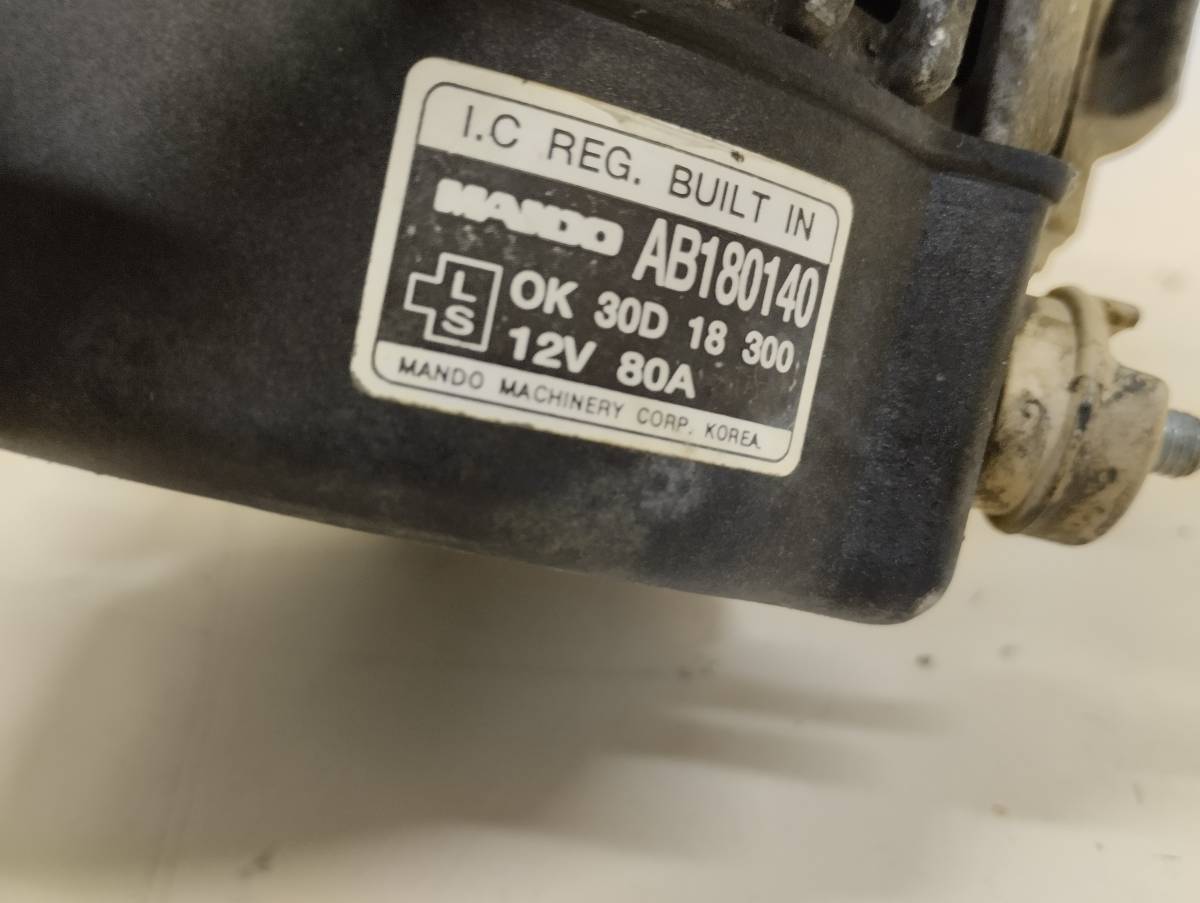 I.C REG. BUILT IN
MANDO AB180140
L S
OK 30D 18 300
12V 80A
MANDO MACHINERY CORP. KOREA.